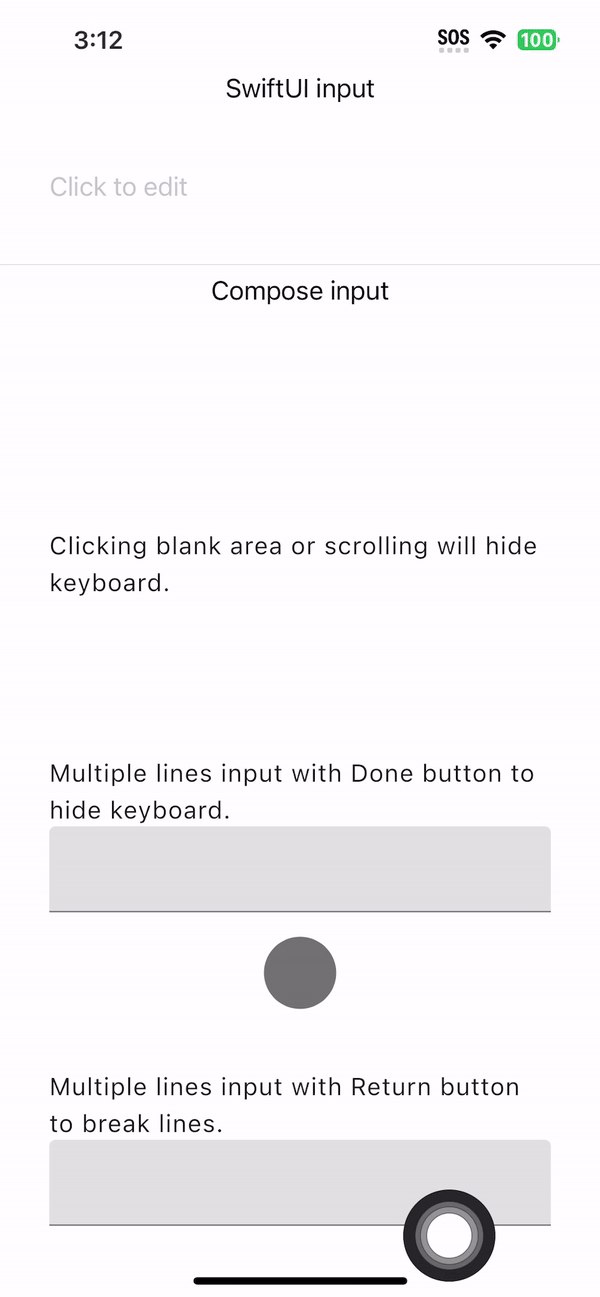 3:12
SOS
100
SwiftUI input
Click to edit
Compose input
Clicking blank area or scrolling will hide
keyboard.
Multiple lines input with Done button to
hide keyboard.
Multiple lines input with Return button
to break lines.